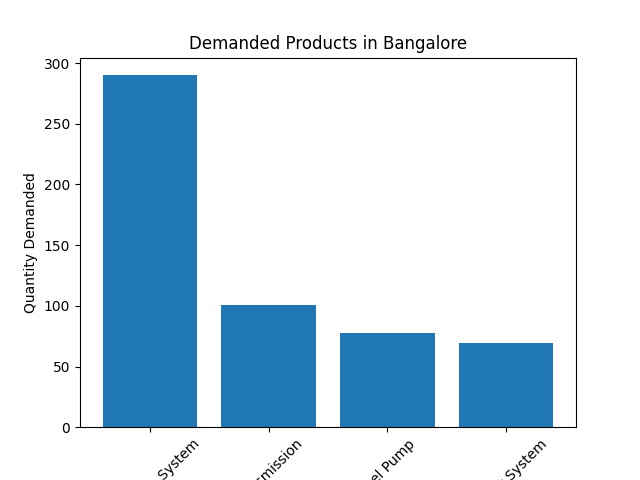 Demanded Products in Bangalore
Quantity Demanded
300
250
200
150
100
50
0
System
Pump
System